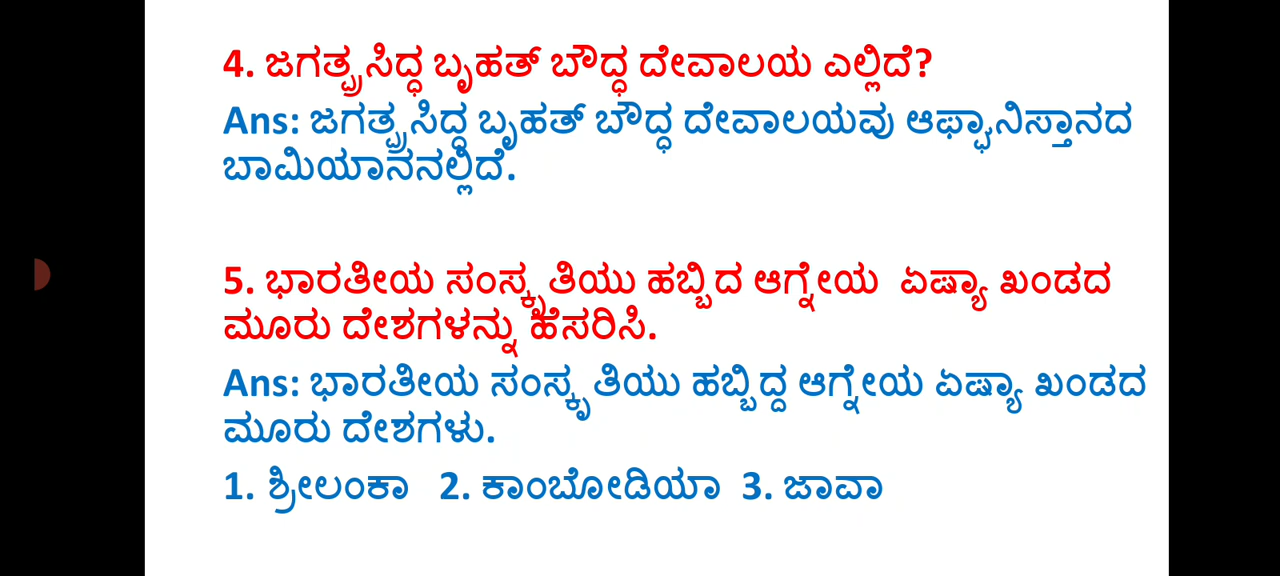 4. ಜಗತ್ಪ್ರಸಿದ್ಧ ಬೃಹತ್ ಬೌದ್ಧ ದೇವಾಲಯ ಎಲ್ಲಿದೆ?
Ans: ಜಗತ್ಪ್ರಸಿದ್ಧ ಬೃಹತ್ ಬೌದ್ಧ ದೇವಾಲಯವು ಆಫ್ಘಾನಿಸ್ತಾನದ
ಬಾಮಿಯಾನನಲ್ಲಿದೆ.
5. ಭಾರತೀಯ ಸಂಸ್ಕೃತಿಯು ಹಬ್ಬಿದ ಆಗ್ನೇಯ ಏಷ್ಯಾ ಖಂಡದ
ಮೂರು ದೇಶಗಳನ್ನು ಹೆಸರಿಸಿ.
Ans: ಭಾರತೀಯ ಸಂಸ್ಕೃತಿಯು ಹಬ್ಬಿದ್ದ ಆಗ್ನೇಯ ಏಷ್ಯಾ ಖಂಡದ
ಮೂರು ದೇಶಗಳು.
1. ಶ್ರೀಲಂಕಾ 2. ಕಾಂಬೋಡಿಯಾ 3. ಜಾವಾ